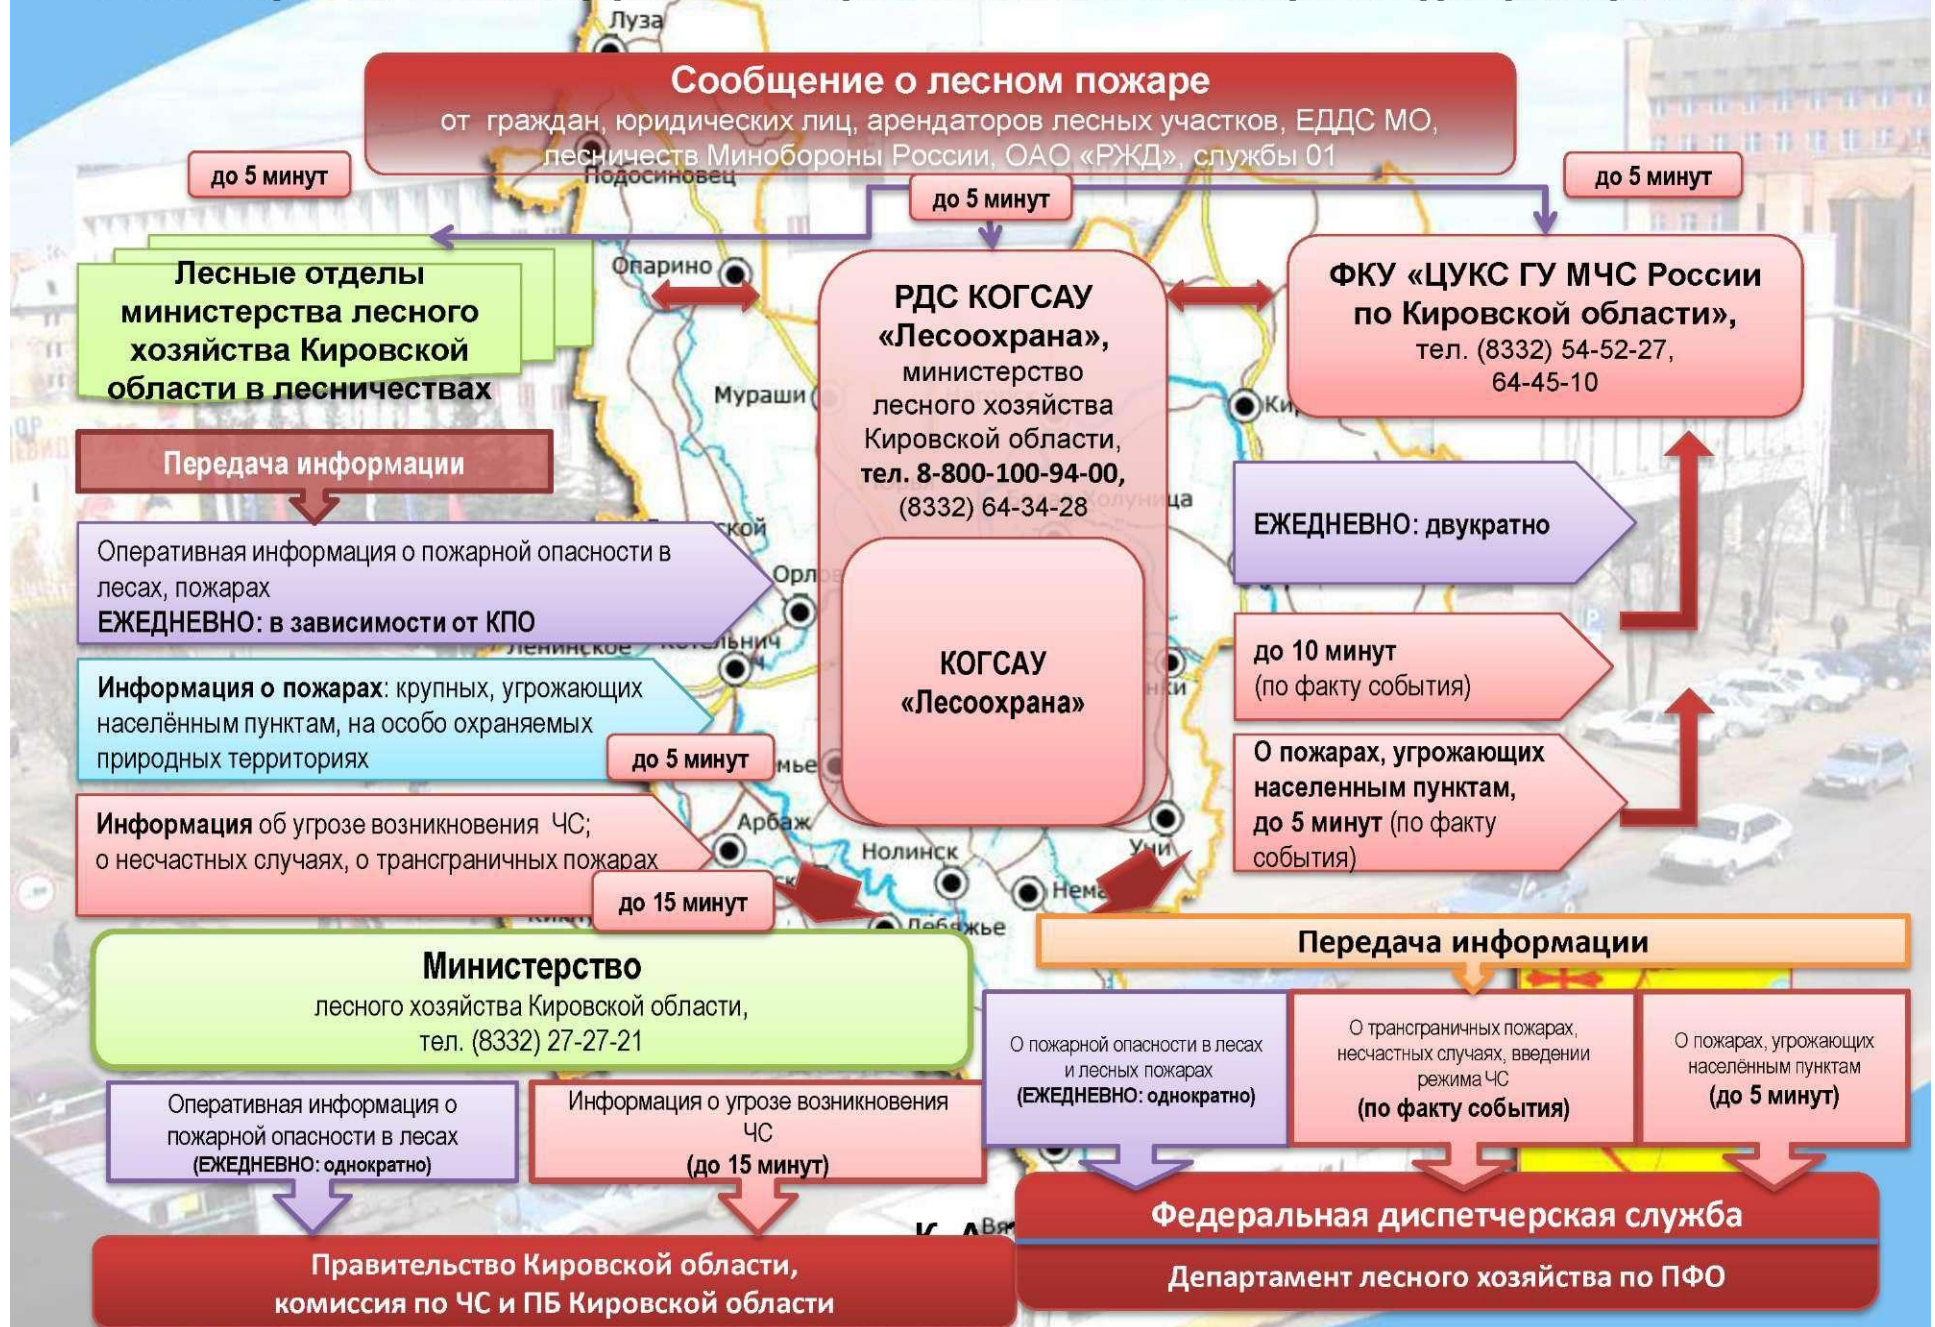 Луза
Сообщение о лесном пожаре
от граждан, юридических лиц, арендаторов лесных участков, ЕДДС МО,
лесничеств Минобороны России, ОАО «РЖД», службы 01
Подосиновец
до 5 минут
до 5 минут
до 5 минут
Лесные отделы
министерства лесного
хозяйства Кировской
области в лесничествах
Опарино
Мураши
РДС КОГСАУ
«Лесоохрана»,
министерство
лесного хозяйства
Кировской области,
тел. 8-800-100-94-00,
(8332) 64-34-28
КОГСАУ
«Лесоохрана»
ФКУ «ЦУКС ГУ МЧС России
по Кировской области»,
тел. (8332) 54-52-27,
64-45-10
Передача информации
Оперативная информация о пожарной опасности в
лесах, пожарах
ЕЖЕДНЕВНО: в зависимости от КПО
Информация о пожарах: крупных, угрожающих
населённым пунктам, на особо охраняемых
природных территориях
до 5 минут
Информация об угрозе возникновения ЧС;
о несчастных случаях, о трансграничных пожарах
до 15 минут
ЕЖЕДНЕВНО: двукратно
до 10 минут
(по факту события)
О пожарах, угрожающих
населенным пунктам,
до 5 минут (по факту
события)
Арбаж
Нолинск
Уни
Лебяжье
Министерство
лесного хозяйства Кировской области,
тел. (8332) 27-27-21
Оперативная информация о
пожарной опасности в лесах
(ЕЖЕДНЕВНО: однократно)
Информация о угрозе возникновения
ЧС
(до 15 минут)
Правительство Кировской области,
комиссия по ЧС и ПБ Кировской области
Передача информации
О пожарной опасности в лесах
и лесных пожарах
(ЕЖЕДНЕВНО: однократно)
О трансграничных пожарах,
несчастных случаях, введении
режима ЧС
(по факту события)
О пожарах, угрожающих
населённым пунктам
(до 5 минут)
Федеральная диспетчерская служба
Департамент лесного хозяйства по ПФО